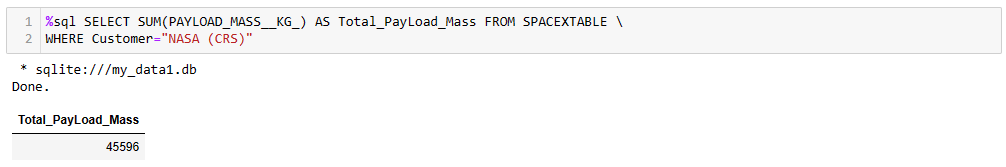 1 %sql SELECT SUM(PAYLOAD_MASS__KG_) AS Total_PayLoad_Mass FROM SPACEXTABLE \
2 WHERE Customer="NASA (CRS)"
* sqlite:///my_data1.db
Done.
Total_PayLoad_Mass
45596